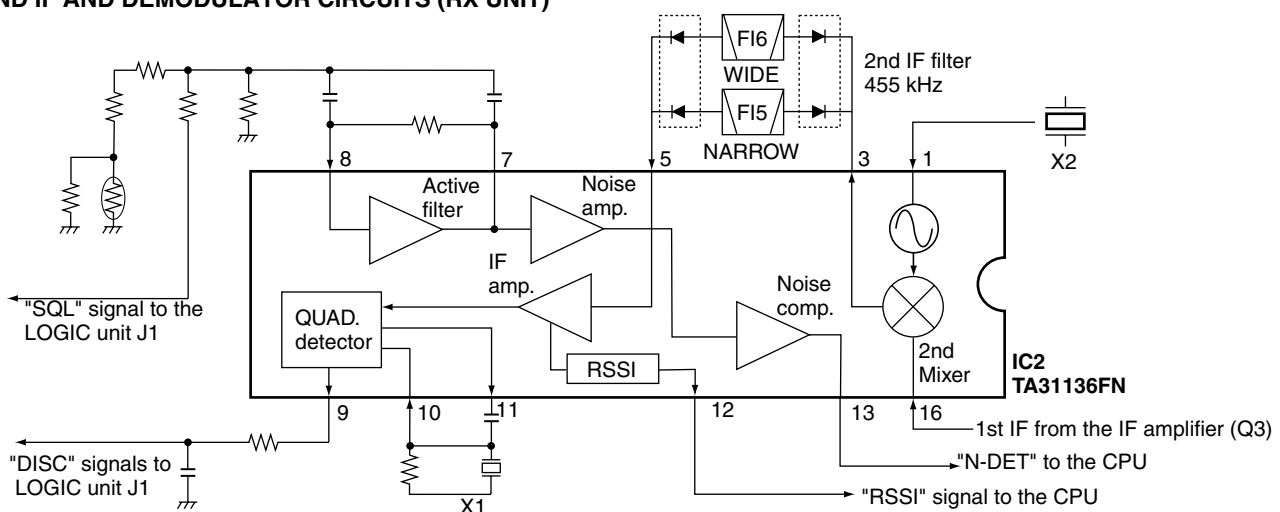 ND IF AND DEMODULATOR CIRCUITS (RX UNIT)
FI6
WIDE
FI5
NARROW
2nd IF filter
455 kHz
X2
8
7
5
3
1
Active
filter
Noise
amp.
IF
amp.
Noise
comp.
"SQL" signal to the
LOGIC unit J1
QUAD.
detector
RSSI
2nd
Mixer
IC2
TA31136FN
9
10
11
12
13
16
1st IF from the IF amplifier (Q3)
"N-DET" to the CPU
"RSSI" signal to the CPU
"DISC" signals to
LOGIC unit J1
X1